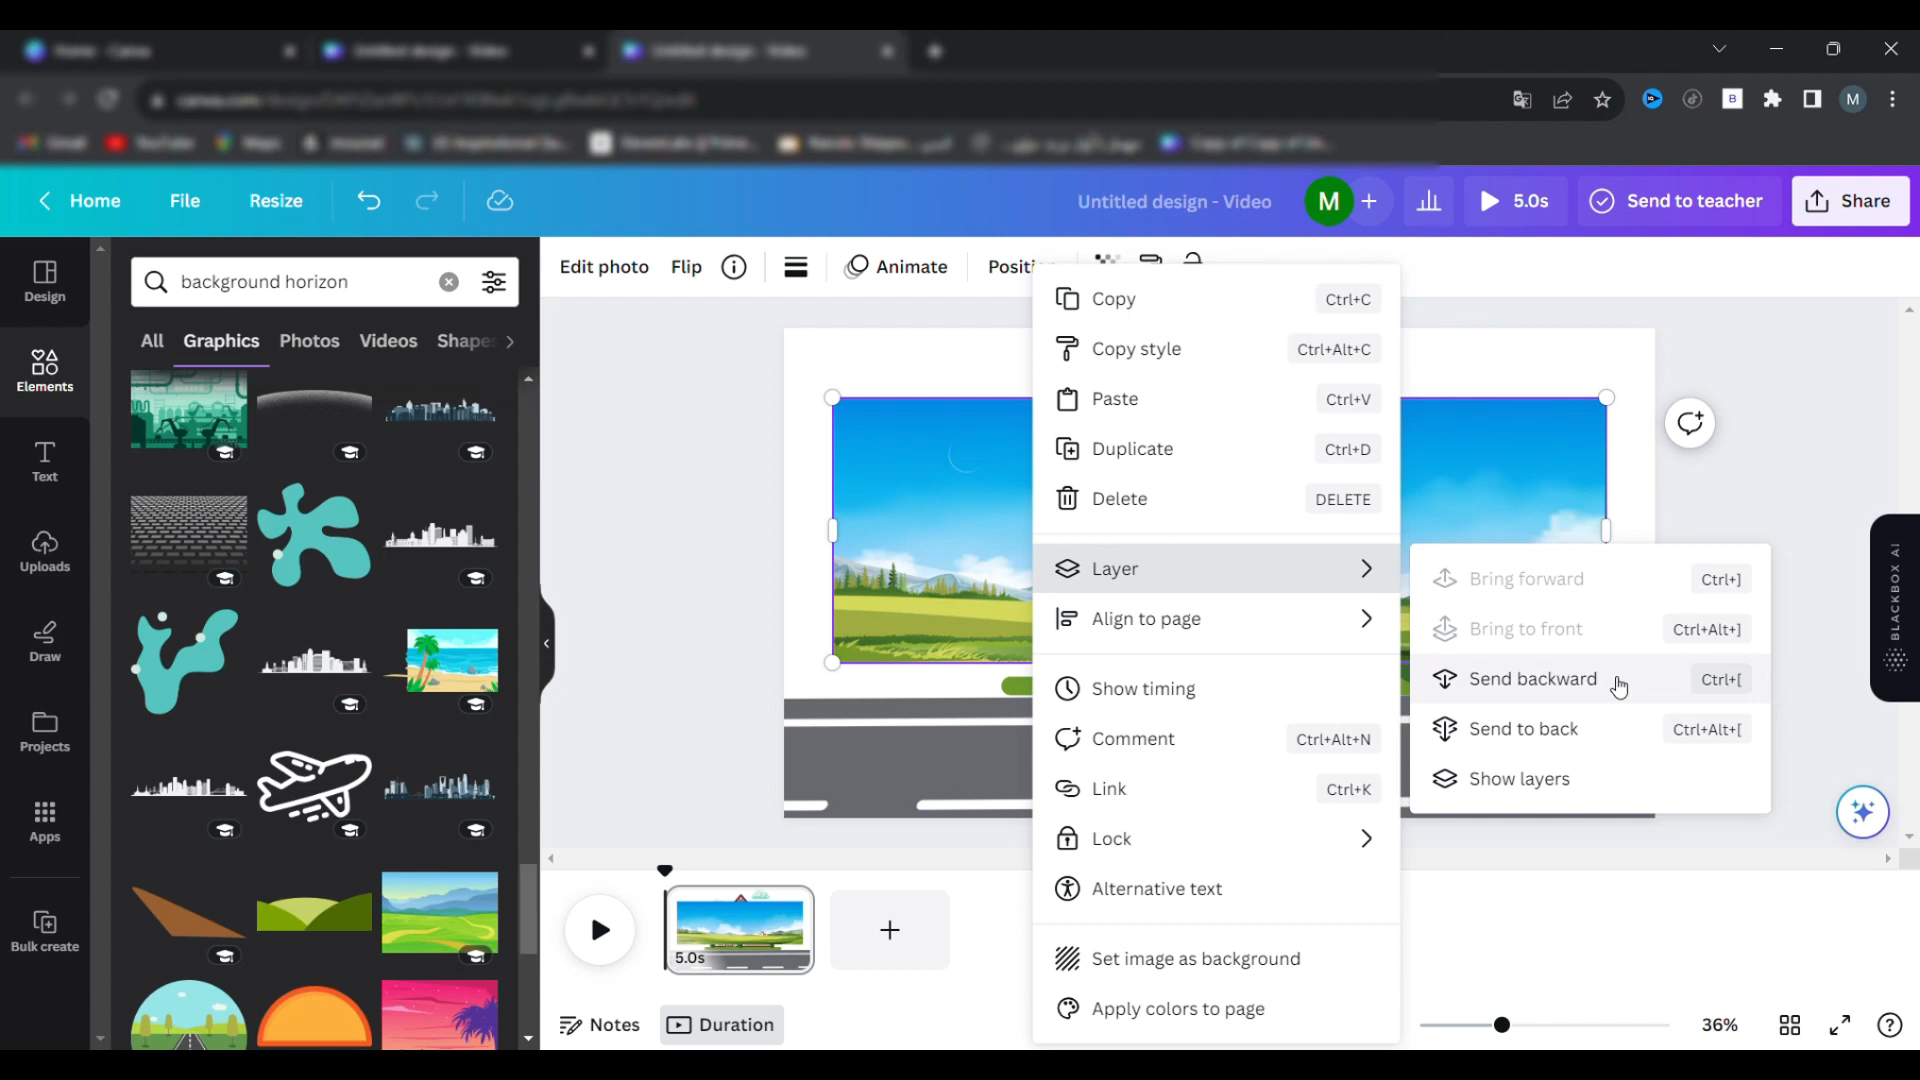 M
Home
File
Resize
Untitled design - Video
M
5.0s
Send to teacher
Share
Design
Elements
Text
Uploads
Draw
Projects
Apps
Bulk create
background horizon
All
Graphics
Photos
Videos
Edit photo
Flip
Animate
Copy Ctrl+C
Copy style Ctrl+Alt+C
Paste Ctrl+V
Duplicate Ctrl+D
Delete DELETE
Layer
Align to page
Show timing
Comment Ctrl+Alt+N
Link Ctrl+K
Lock
Alternative text
Set image as background
Apply colors to page
Bring forward Ctrl+]
Bring to front Ctrl+Alt+]
Send backward Ctrl+[
Send to back Ctrl+Alt+[
Show layers
BLACKBOX AI
5.0s
Notes
Duration
36%